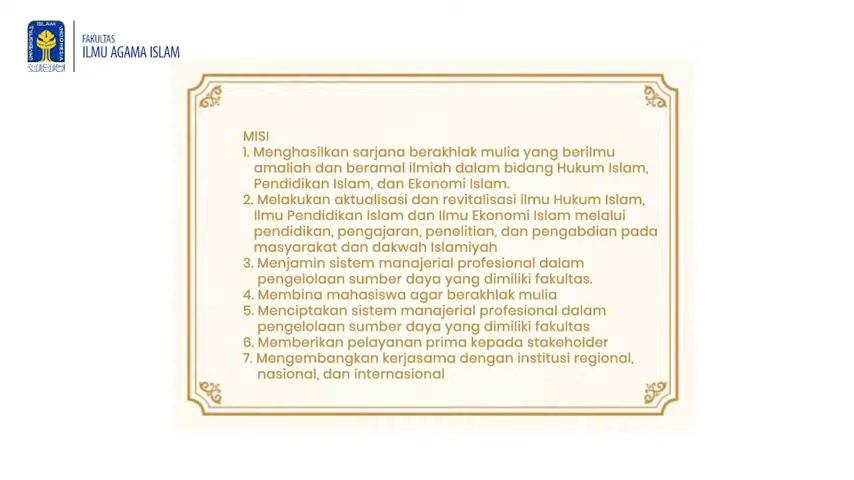 UNIVERSITAS
ISLAM
INDONESIA
FAKULTAS
ILMU AGAMA ISLAM
MISI
1. Menghasilkan sarjana berakhlak mulia yang berilmu
amaliah dan beramal ilmiah dalam bidang Hukum Islam,
Pendidikan Islam, dan Ekonomi Islam.
2. Melakukan aktualisasi dan revitalisasi ilmu Hukum Islam,
Ilmu Pendidikan Islam dan Ilmu Ekonomi Islam melalui
pendidikan, pengajaran, penelitian, dan pengabdian pada
masyarakat dan dakwah Islamiyah
3. Menjamin sistem manajerial profesional dalam
pengelolaan sumber daya yang dimiliki fakultas.
4. Membina mahasiswa agar berakhlak mulia
5. Menciptakan sistem manajerial profesional dalam
pengelolaan sumber daya yang dimiliki fakultas
6. Memberikan pelayanan prima kepada stakeholder
7. Mengembangkan kerjasama dengan institusi regional,
nasional, dan internasional